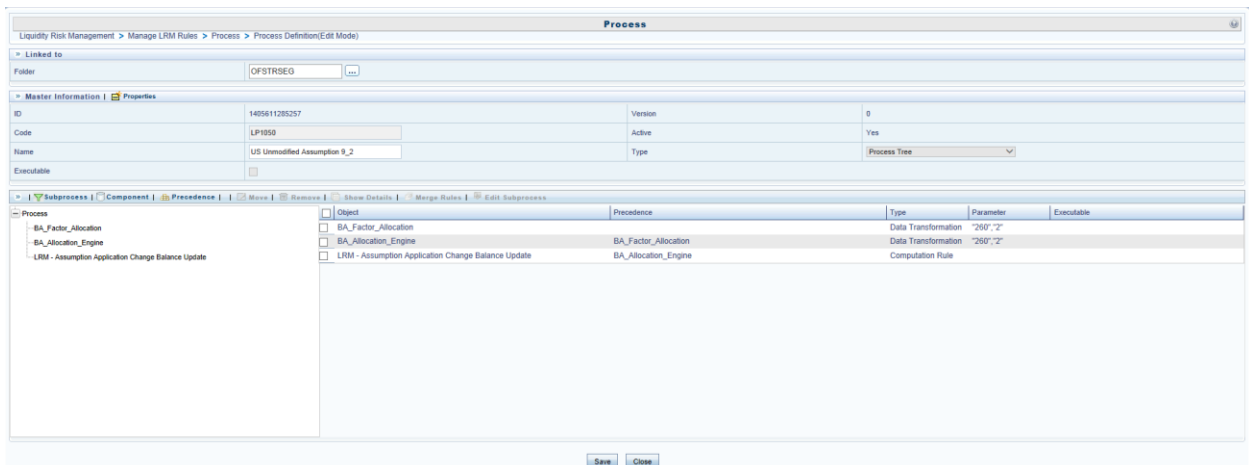 Process
Liquidity Risk Management > Manage LRM Rules > Process > Process Definition(Edit Mode)
» Linked to
Folder OFSTRSEG ...
» Master Information | Properties
ID 1405611285257 Version 0
Code LP1050 Active Yes
Name US Unmodified Assumption 9_2 Type Process Tree
Executable
» | Subprocess | Component | Precedence | | Move | Remove | Show Details | Merge Rules | Edit Subprocess
Process
BA_Factor_Allocation
BA_Allocation_Engine
LRM - Assumption Application Change Balance Update
Object Precedence Type Parameter Executable
BA_Factor_Allocation Data Transformation "260","2"
BA_Allocation_Engine BA_Factor_Allocation Data Transformation "260","2"
LRM - Assumption Application Change Balance Update BA_Allocation_Engine Computation Rule
Save Close